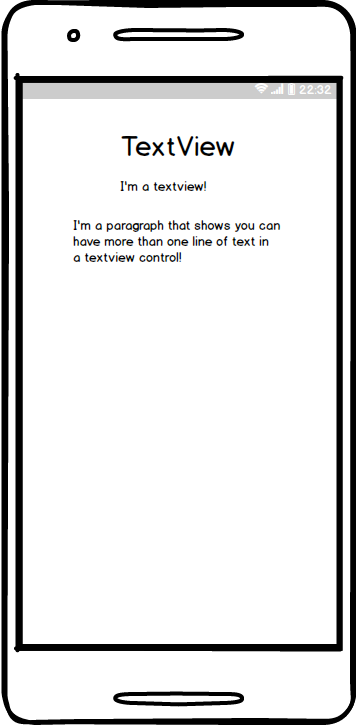 22:32
TextView
I'm a textview!
I'm a paragraph that shows you can
have more than one line of text in
a textview control!